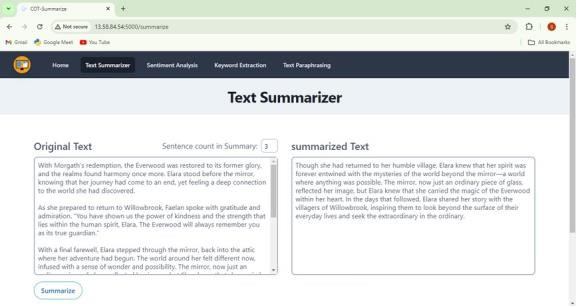 COT-Summarize
Not secure 13.58.84.54:5000/summarize
Gmail Google Meet You Tube All Bookmarks
Home Text Summarizer Sentiment Analysis Keyword Extraction Text Paraphrasing
Text Summarizer
Original Text Sentence count in Summary: 3
With Morgath's redemption, the Everwood was restored to its former glory,
and the realms found harmony once more. Elara stood before the mirror,
knowing that her journey had come to an end, yet feeling a deep connection
to the world she had discovered.
As she prepared to return to Willowbrook, Faelan spoke with gratitude and
admiration. "You have shown us the power of kindness and the strength that
lies within the human spirit, Elara. The Everwood will always remember you
as its true guardian."
With a final farewell, Elara stepped through the mirror, back into the attic
where her adventure had begun. The world around her felt different now,
infused with a sense of wonder and possibility. The mirror, now just an
summarized Text
Though she had returned to her humble village, Elara knew that her spirit was
forever entwined with the mysteries of the world beyond the mirror—a world
where anything was possible. The mirror, now just an ordinary piece of glass,
reflected her image, but Elara knew that she carried the magic of the Everwood
within her heart. In the days that followed, Elara shared her story with the
villagers of Willowbrook, inspiring them to look beyond the surface of their
everyday lives and seek the extraordinary in the ordinary.
Summarize